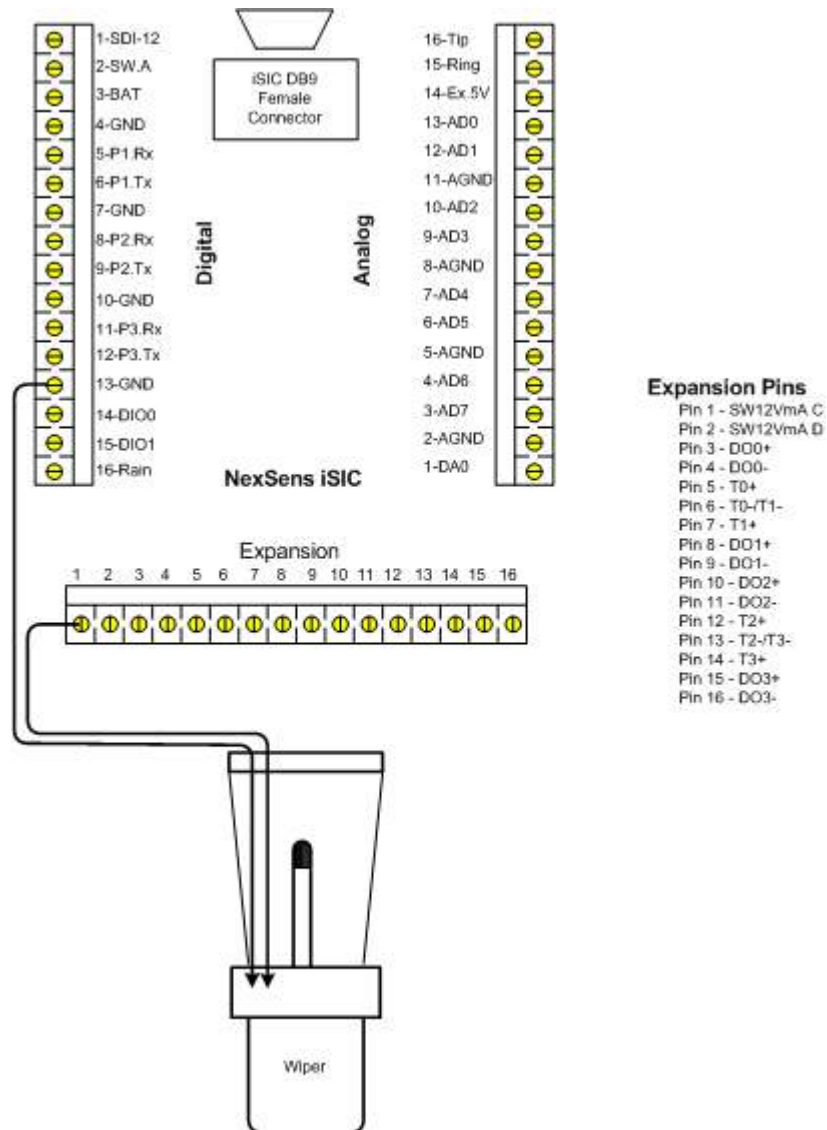 1-SDI-12
2-SW.A
3-BAT
4-GND
5-P1.Rx
6-P1.Tx
7-GND
8-P2.Rx
9-P2.Tx
10-GND
11-P3.Rx
12-P3.Tx
13-GND
14-DIO0
15-DIO1
16-Rain
Digital
iSIC DB9
Female
Connector
Analog
16-Tip
15-Ring
14-Ex.5V
13-AD0
12-AD1
11-AGND
10-AD2
9-AD3
8-AGND
7-AD4
6-AD5
5-AGND
4-AD6
3-AD7
2-AGND
1-DA0
NexSens iSIC
Expansion
1 2 3 4 5 6 7 8 9 10 11 12 13 14 15 16
Expansion Pins
Pin 1 - SW12VmA C
Pin 2 - SW12VmA D
Pin 3 - DO0+
Pin 4 - DO0-
Pin 5 - T0+
Pin 6 - T0-/T1-
Pin 7 - T1+
Pin 8 - DO1+
Pin 9 - DO1-
Pin 10 - DO2+
Pin 11 - DO2-
Pin 12 - T2+
Pin 13 - T2-/T3-
Pin 14 - T3+
Pin 15 - DO3+
Pin 16 - DO3-
Wiper